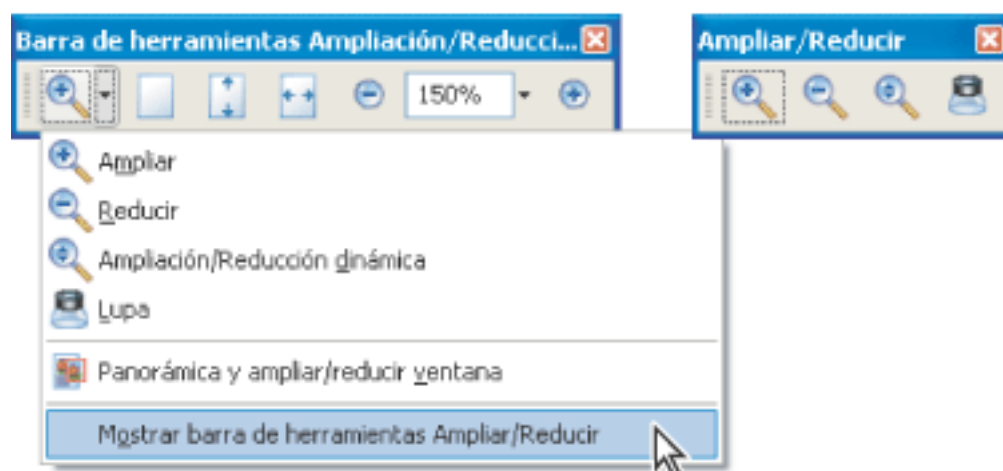 Barra de herramientas Ampliación/Reducci...
Ampliar/Reducir
150%
Ampliar
Reducir
Ampliación/Reducción dinámica
Lupa
Panorámica y ampliar/reducir ventana
Mostrar barra de herramientas Ampliar/Reducir